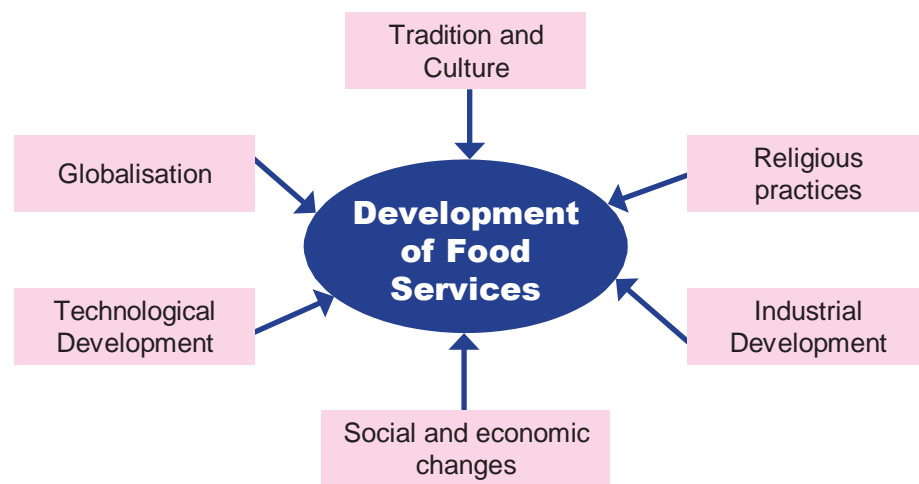 Tradition and
Culture
Globalisation
Religious
practices
Development
of Food
Services
Technological
Development
Industrial
Development
Social and economic
changes